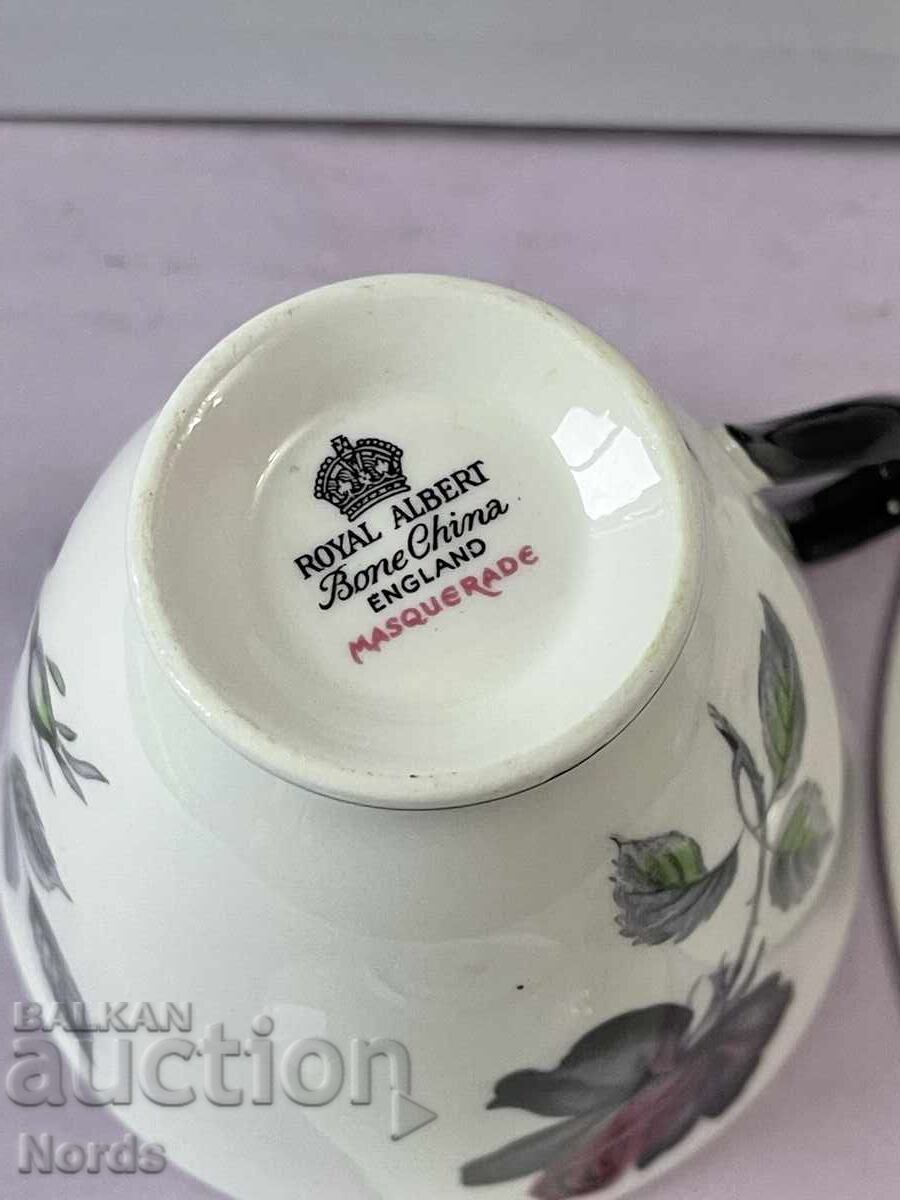 ROYAL ALBERT
Bone China
ENGLAND
MASQUERADE
BALKAN
auction
Nords